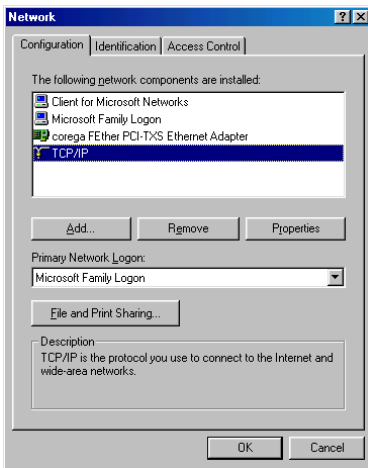 Network
Configuration Identification Access Control
The following network components are installed:
Client for Microsoft Networks
Microsoft Family Logon
corega FEther PCI-TXS Ethernet Adapter
TCP/IP
Add... Remove Properties
Primary Network Logon:
Microsoft Family Logon
File and Print Sharing...
Description
TCP/IP is the protocol you use to connect to the Internet and
wide-area networks.
OK Cancel